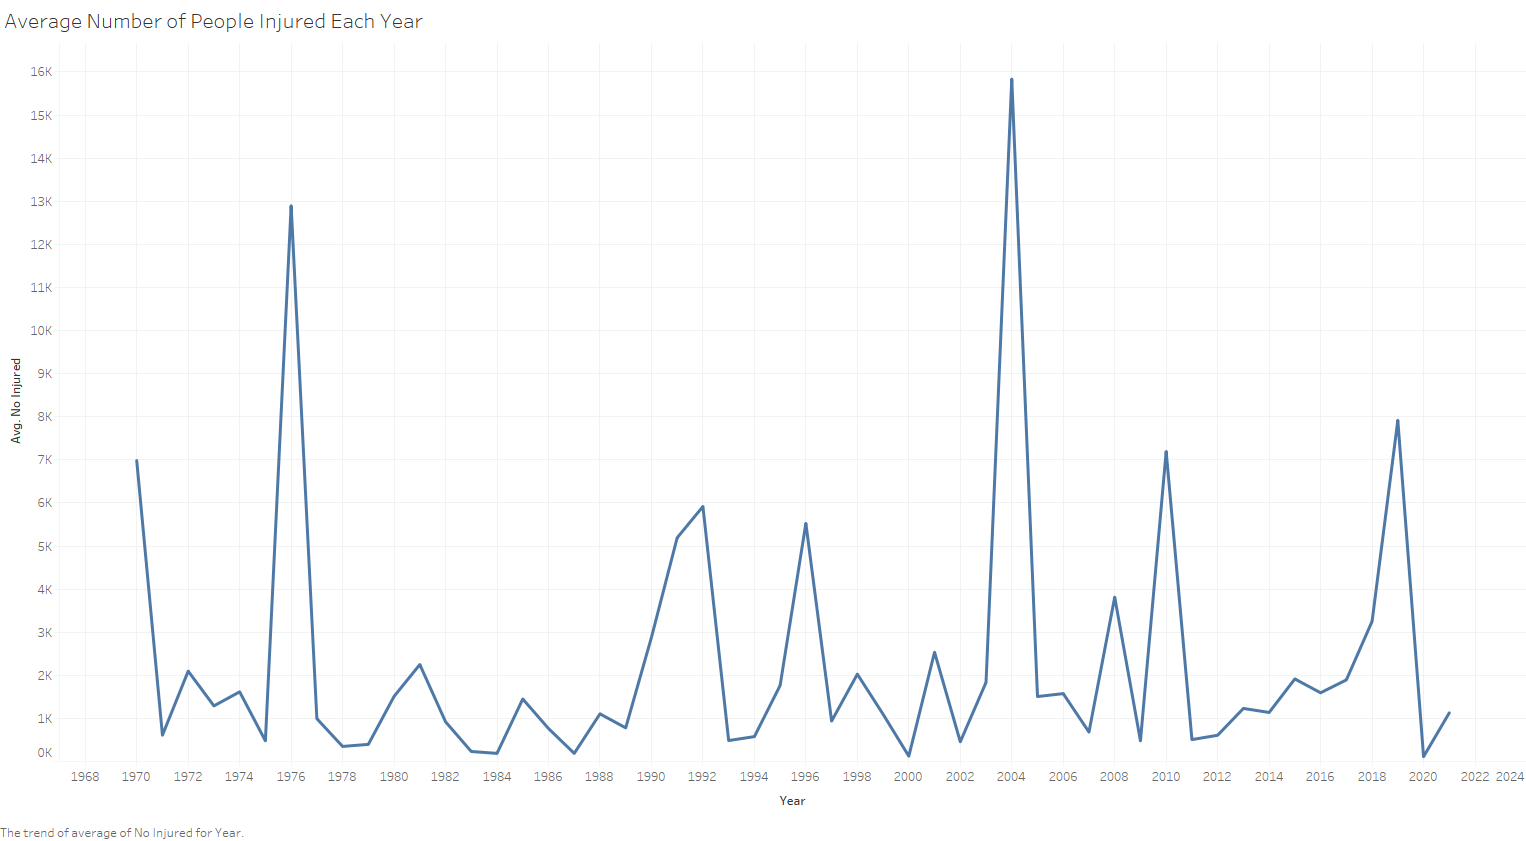 Average Number of People Injured Each Year
16K
15K
14K
13K
12K
11K
10K
9K
8K
7K
6K
5K
4K
3K
2K
1K
0K
Avg. No Injured
1968 1970 1972 1974 1976 1978 1980 1982 1984 1986 1988 1990 1992 1994 1996 1998 2000 2002 2004 2006 2008 2010 2012 2014 2016 2018 2020 2022 2024
Year
The trend of average of No Injured for Year.